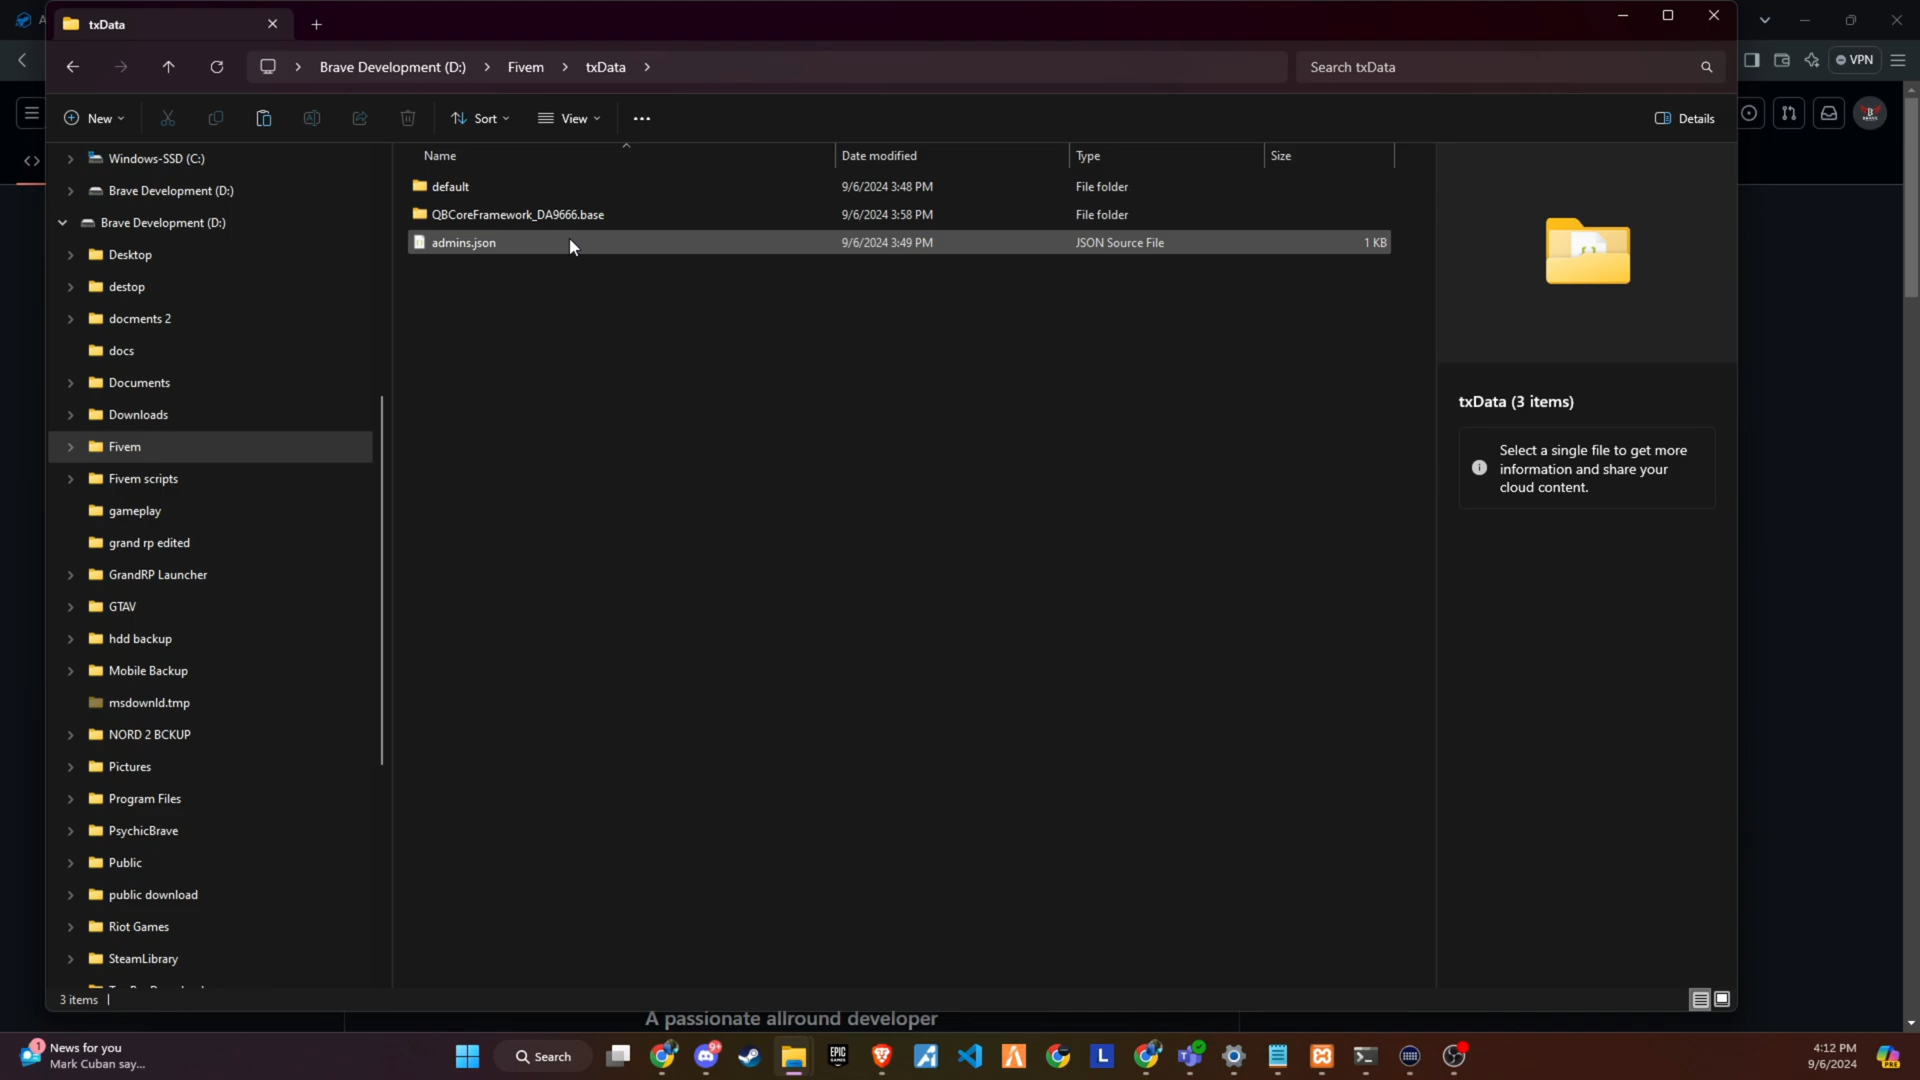 txData
Brave Development (D:)
Fivem
txData
Search txData
VPN
New
Sort
View
Details
Windows-SSD (C:)
Brave Development (D:)
Brave Development (D:)
Desktop
destop
docments 2
docs
Documents
Downloads
Fivem
Fivem scripts
gameplay
grand rp edited
GrandRP Launcher
GTAV
hdd backup
Mobile Backup
msdownld.tmp
NORD 2 BCKUP
Pictures
Program Files
PsychicBrave
Public
public download
Riot Games
SteamLibrary
3 items
Name Date modified Type Size
default 9/6/2024 3:48 PM File folder
QBCoreFramework_DA9666.base 9/6/2024 3:58 PM File folder
admins.json 9/6/2024 3:49 PM JSON Source File 1 KB
txData (3 items)
Select a single file to get more
information and share your
cloud content.
A passionate allround developer
1
News for you
Mark Cuban say...
Search
9+
EPIC
GAMES
L
4:12 PM
9/6/2024
PRE